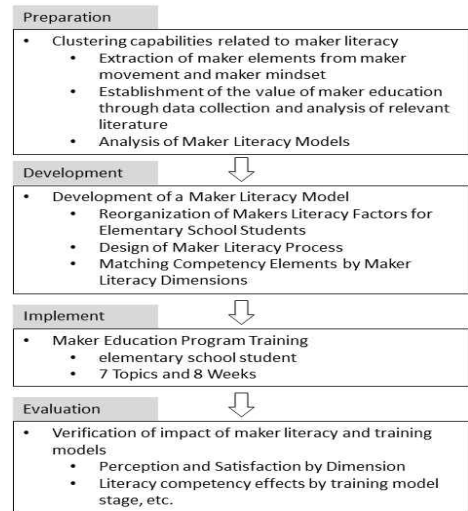 Preparation
• Clustering capabilities related to maker literacy
• Extraction of maker elements from maker
movement and maker mindset
• Establishment of the value of maker education
through data collection and analysis of relevant
literature
• Analysis of Maker Literacy Models
Development
• Development of a Maker Literacy Model
• Reorganization of Makers Literacy Factors for
Elementary School Students
• Design of Maker Literacy Process
• Matching Competency Elements by Maker
Literacy Dimensions
Implement
• Maker Education Program Training
• elementary school student
• 7 Topics and 8 Weeks
Evaluation
• Verification of impact of maker literacy and training
models
• Perception and Satisfaction by Dimension
• Literacy competency effects by training model
stage, etc.